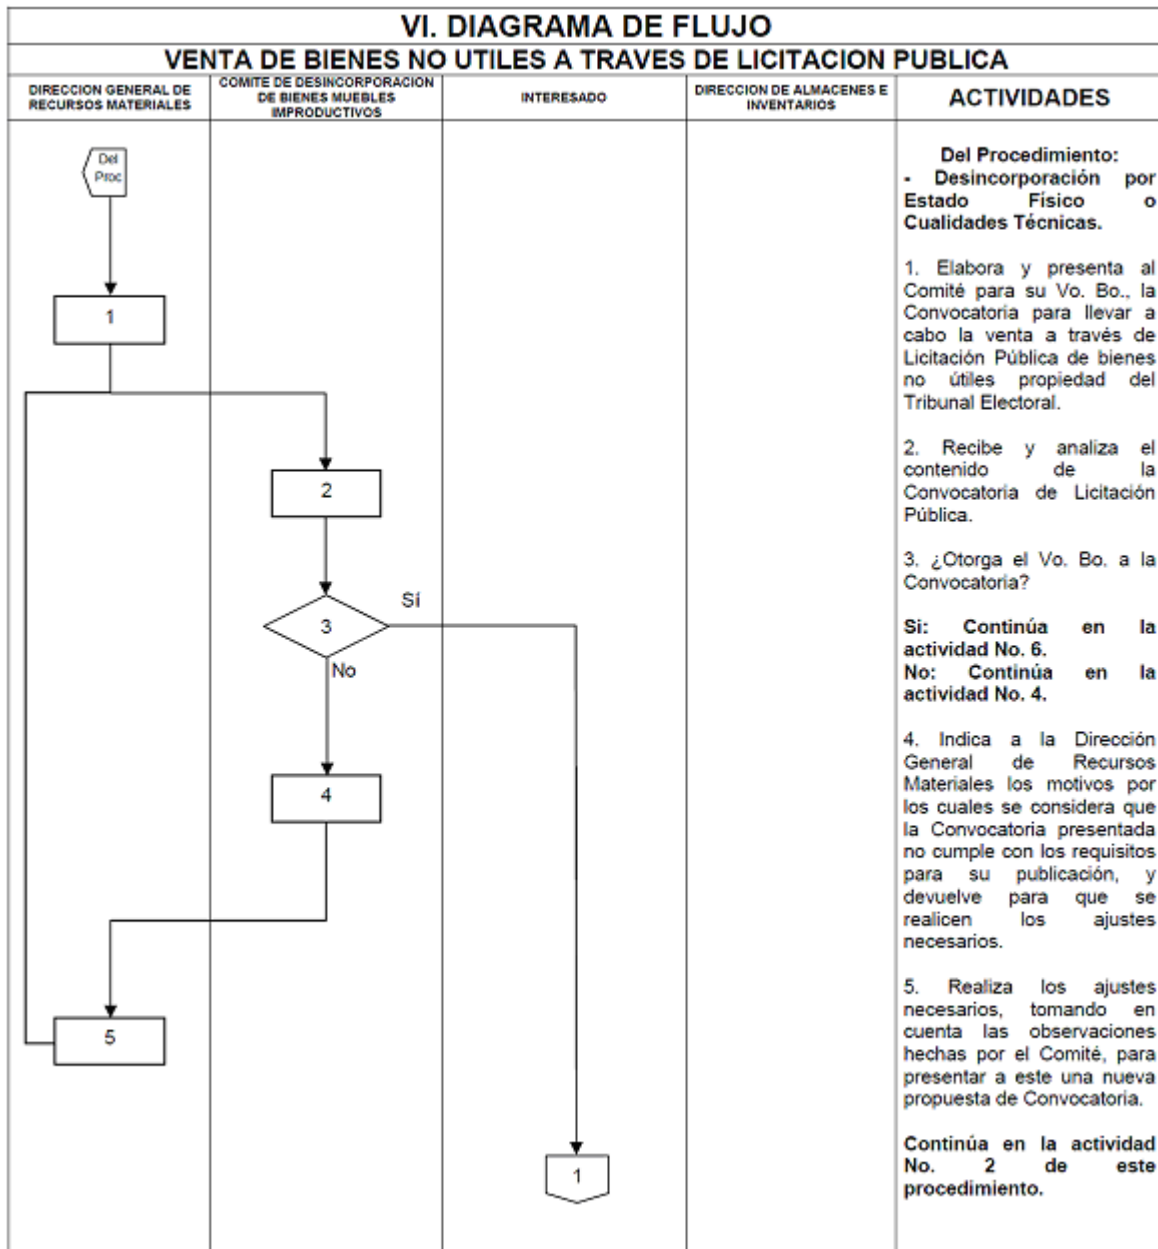 VI. DIAGRAMA DE FLUJO
VENTA DE BIENES NO UTILES A TRAVES DE LICITACION PUBLICA
DIRECCION GENERAL DE
RECURSOS MATERIALES
COMITE DE DESINCORPORACION
DE BIENES MUEBLES
IMPRODUCTIVOS
INTERESADO
DIRECCION DE ALMACENES E
INVENTARIOS
ACTIVIDADES
Del
Proc
1
2
3
Sí
No
4
5
1
Del Procedimiento:
- Desincorporación por
Estado Físico o
Cualidades Técnicas.
1. Elabora y presenta al
Comité para su Vo. Bo., la
Convocatoria para llevar a
cabo la venta a través de
Licitación Pública de bienes
no útiles propiedad del
Tribunal Electoral.
2. Recibe y analiza el
contenido de la
Convocatoria de Licitación
Pública.
3. ¿Otorga el Vo. Bo. a la
Convocatoria?
Si: Continúa en la
actividad No. 6.
No: Continúa en la
actividad No. 4.
4. Indica a la Dirección
General de Recursos
Materiales los motivos por
los cuales se considera que
la Convocatoria presentada
no cumple con los requisitos
para su publicación, y
devuelve para que se
realicen los ajustes
necesarios.
5. Realiza los ajustes
necesarios, tomando en
cuenta las observaciones
hechas por el Comité, para
presentar a este una nueva
propuesta de Convocatoria.
Continúa en la actividad
No. 2 de este
procedimiento.